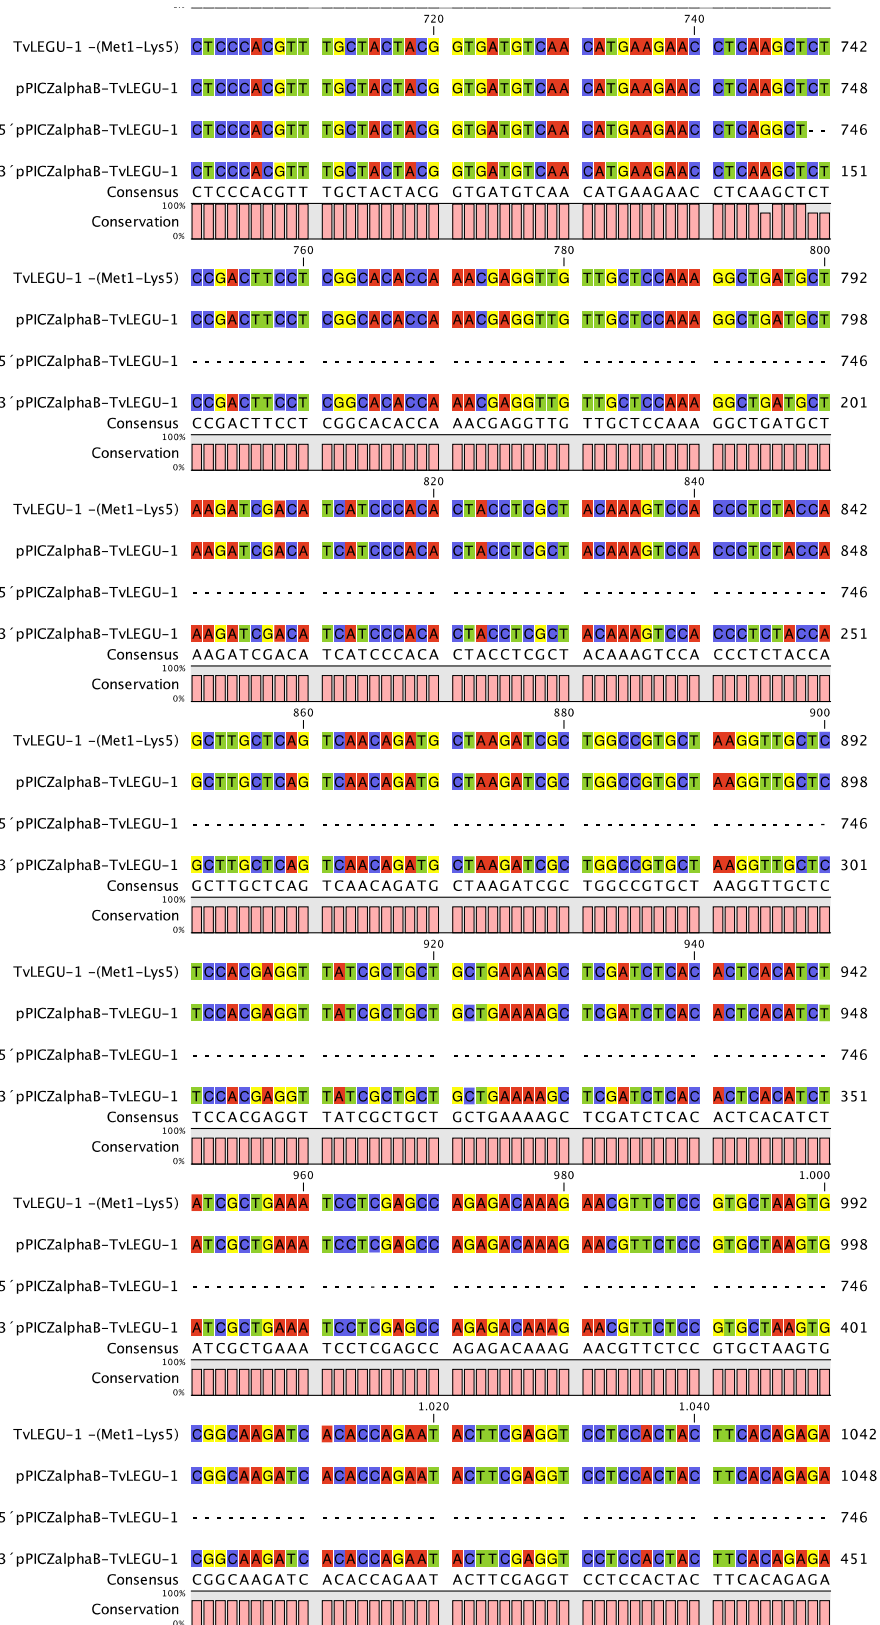 720 740
TvLEGU-1 -(Met1-Lys5) CTCCCACGTT TGCTACTACG GTGATGTCAA CATGAAGAAC CTCAAGCTCT 742
pPICZalphaB-TvLEGU-1 CTCCCACGTT TGCTACTACG GTGATGTCAA CATGAAGAAC CTCAAGCTCT 748
5´pPICZalphaB-TvLEGU-1 CTCCCACGTT TGCTACTACG GTGATGTCAA CATGAAGAAC CTCAGGCT-- 746
3´pPICZalphaB-TvLEGU-1 CTCCCACGTT TGCTACTACG GTGATGTCAA CATGAAGAAC CTCAAGCTCT 151
Consensus CTCCCACGTT TGCTACTACG GTGATGTCAA CATGAAGAAC CTCAAGCTCT
100%
Conservation
0%
760 780 800
TvLEGU-1 -(Met1-Lys5) CCGACTTCCT CGGCACACCA AACGAGGTTG TTGCTCCAAA GGCTGATGCT 792
pPICZalphaB-TvLEGU-1 CCGACTTCCT CGGCACACCA AACGAGGTTG TTGCTCCAAA GGCTGATGCT 798
5´pPICZalphaB-TvLEGU-1 ---------- ---------- ---------- ---------- ---------- 746
3´pPICZalphaB-TvLEGU-1 CCGACTTCCT CGGCACACCA AACGAGGTTG TTGCTCCAAA GGCTGATGCT 201
Consensus CCGACTTCCT CGGCACACCA AACGAGGTTG TTGCTCCAAA GGCTGATGCT
100%
Conservation
0%
820 840
TvLEGU-1 -(Met1-Lys5) AAGATCGACA TCATCCCACA CTACCTCGCT ACAAAGTCCA CCCTCTACCA 842
pPICZalphaB-TvLEGU-1 AAGATCGACA TCATCCCACA CTACCTCGCT ACAAAGTCCA CCCTCTACCA 848
5´pPICZalphaB-TvLEGU-1 ---------- ---------- ---------- ---------- ---------- 746
3´pPICZalphaB-TvLEGU-1 AAGATCGACA TCATCCCACA CTACCTCGCT ACAAAGTCCA CCCTCTACCA 251
Consensus AAGATCGACA TCATCCCACA CTACCTCGCT ACAAAGTCCA CCCTCTACCA
100%
Conservation
0%
860 880 900
TvLEGU-1 -(Met1-Lys5) GCTTGCTCAG TCAACAGATG CTAAGATCGC TGGCCGTGCT AAGGTTGCTC 892
pPICZalphaB-TvLEGU-1 GCTTGCTCAG TCAACAGATG CTAAGATCGC TGGCCGTGCT AAGGTTGCTC 898
5´pPICZalphaB-TvLEGU-1 ---------- ---------- ---------- ---------- ---------- 746
3´pPICZalphaB-TvLEGU-1 GCTTGCTCAG TCAACAGATG CTAAGATCGC TGGCCGTGCT AAGGTTGCTC 301
Consensus GCTTGCTCAG TCAACAGATG CTAAGATCGC TGGCCGTGCT AAGGTTGCTC
100%
Conservation
0%
920 940
TvLEGU-1 -(Met1-Lys5) TCCACGAGGT TATCGCTGCT GCTGAAAAGC TCGATCTCAC ACTCACATCT 942
pPICZalphaB-TvLEGU-1 TCCACGAGGT TATCGCTGCT GCTGAAAAGC TCGATCTCAC ACTCACATCT 948
5´pPICZalphaB-TvLEGU-1 ---------- ---------- ---------- ---------- ---------- 746
3´pPICZalphaB-TvLEGU-1 TCCACGAGGT TATCGCTGCT GCTGAAAAGC TCGATCTCAC ACTCACATCT 351
Consensus TCCACGAGGT TATCGCTGCT GCTGAAAAGC TCGATCTCAC ACTCACATCT
100%
Conservation
0%
960 980 1.000
TvLEGU-1 -(Met1-Lys5) ATCGCTGAAA TCCTCGAGCC AGAGACAAAG AACGTTCTCC GTGCTAAGTG 992
pPICZalphaB-TvLEGU-1 ATCGCTGAAA TCCTCGAGCC AGAGACAAAG AACGTTCTCC GTGCTAAGTG 998
5´pPICZalphaB-TvLEGU-1 ---------- ---------- ---------- ---------- ---------- 746
3´pPICZalphaB-TvLEGU-1 ATCGCTGAAA TCCTCGAGCC AGAGACAAAG AACGTTCTCC GTGCTAAGTG 401
Consensus ATCGCTGAAA TCCTCGAGCC AGAGACAAAG AACGTTCTCC GTGCTAAGTG
100%
Conservation
0%
1.020 1.040
TvLEGU-1 -(Met1-Lys5) CGGCAAGATC ACACCAGAAT ACTTCGAGGT CCTCCACTAC TTCACAGAGA 1042
pPICZalphaB-TvLEGU-1 CGGCAAGATC ACACCAGAAT ACTTCGAGGT CCTCCACTAC TTCACAGAGA 1048
5´pPICZalphaB-TvLEGU-1 ---------- ---------- ---------- ---------- ---------- 746
3´pPICZalphaB-TvLEGU-1 CGGCAAGATC ACACCAGAAT ACTTCGAGGT CCTCCACTAC TTCACAGAGA 451
Consensus CGGCAAGATC ACACCAGAAT ACTTCGAGGT CCTCCACTAC TTCACAGAGA
100%
Conservation
0%